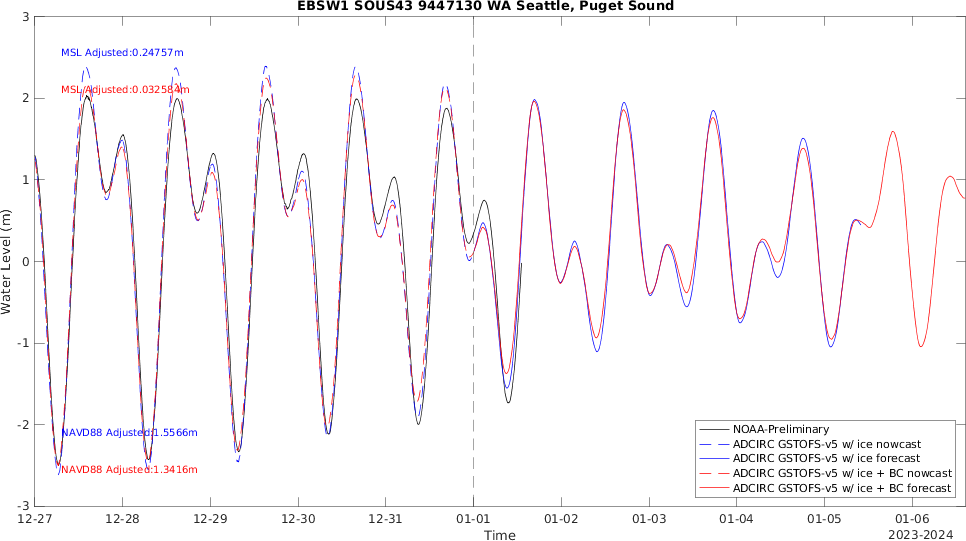 EBSW1 SOUS43 9447130 WA Seattle, Puget Sound
3
MSL Adjusted:0.24757m
MSL Adjusted:0.032584m
2
1
0
-1
-2
-3
Water Level (m)
NAVD88 Adjusted:1.5566m
NAVD88 Adjusted:1.3416m
NOAA-Preliminary
ADCIRC GSTOFS-v5 w/ ice nowcast
ADCIRC GSTOFS-v5 w/ ice forecast
ADCIRC GSTOFS-v5 w/ ice + BC nowcast
ADCIRC GSTOFS-v5 w/ ice + BC forecast
12-27 12-28 12-29 12-30 12-31 01-01 01-02 01-03 01-04 01-05 01-06
Time
2023-2024